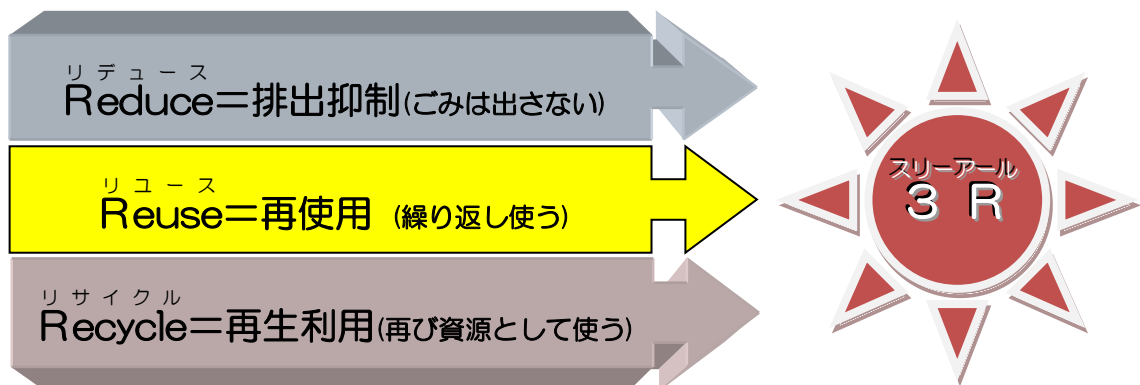 リデュース
Reduce＝排出抑制(ごみは出さない)
リユース
Reuse＝再使用 (繰り返し使う)
リサイクル
Recycle＝再生利用(再び資源として使う)
スリーアール
３ R